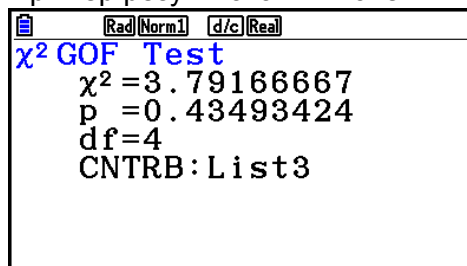 Rad Norm1 d/c Real
χ² GOF Test
χ²=3.79166667
p =0.43493424
df=4
CNTRB:List3